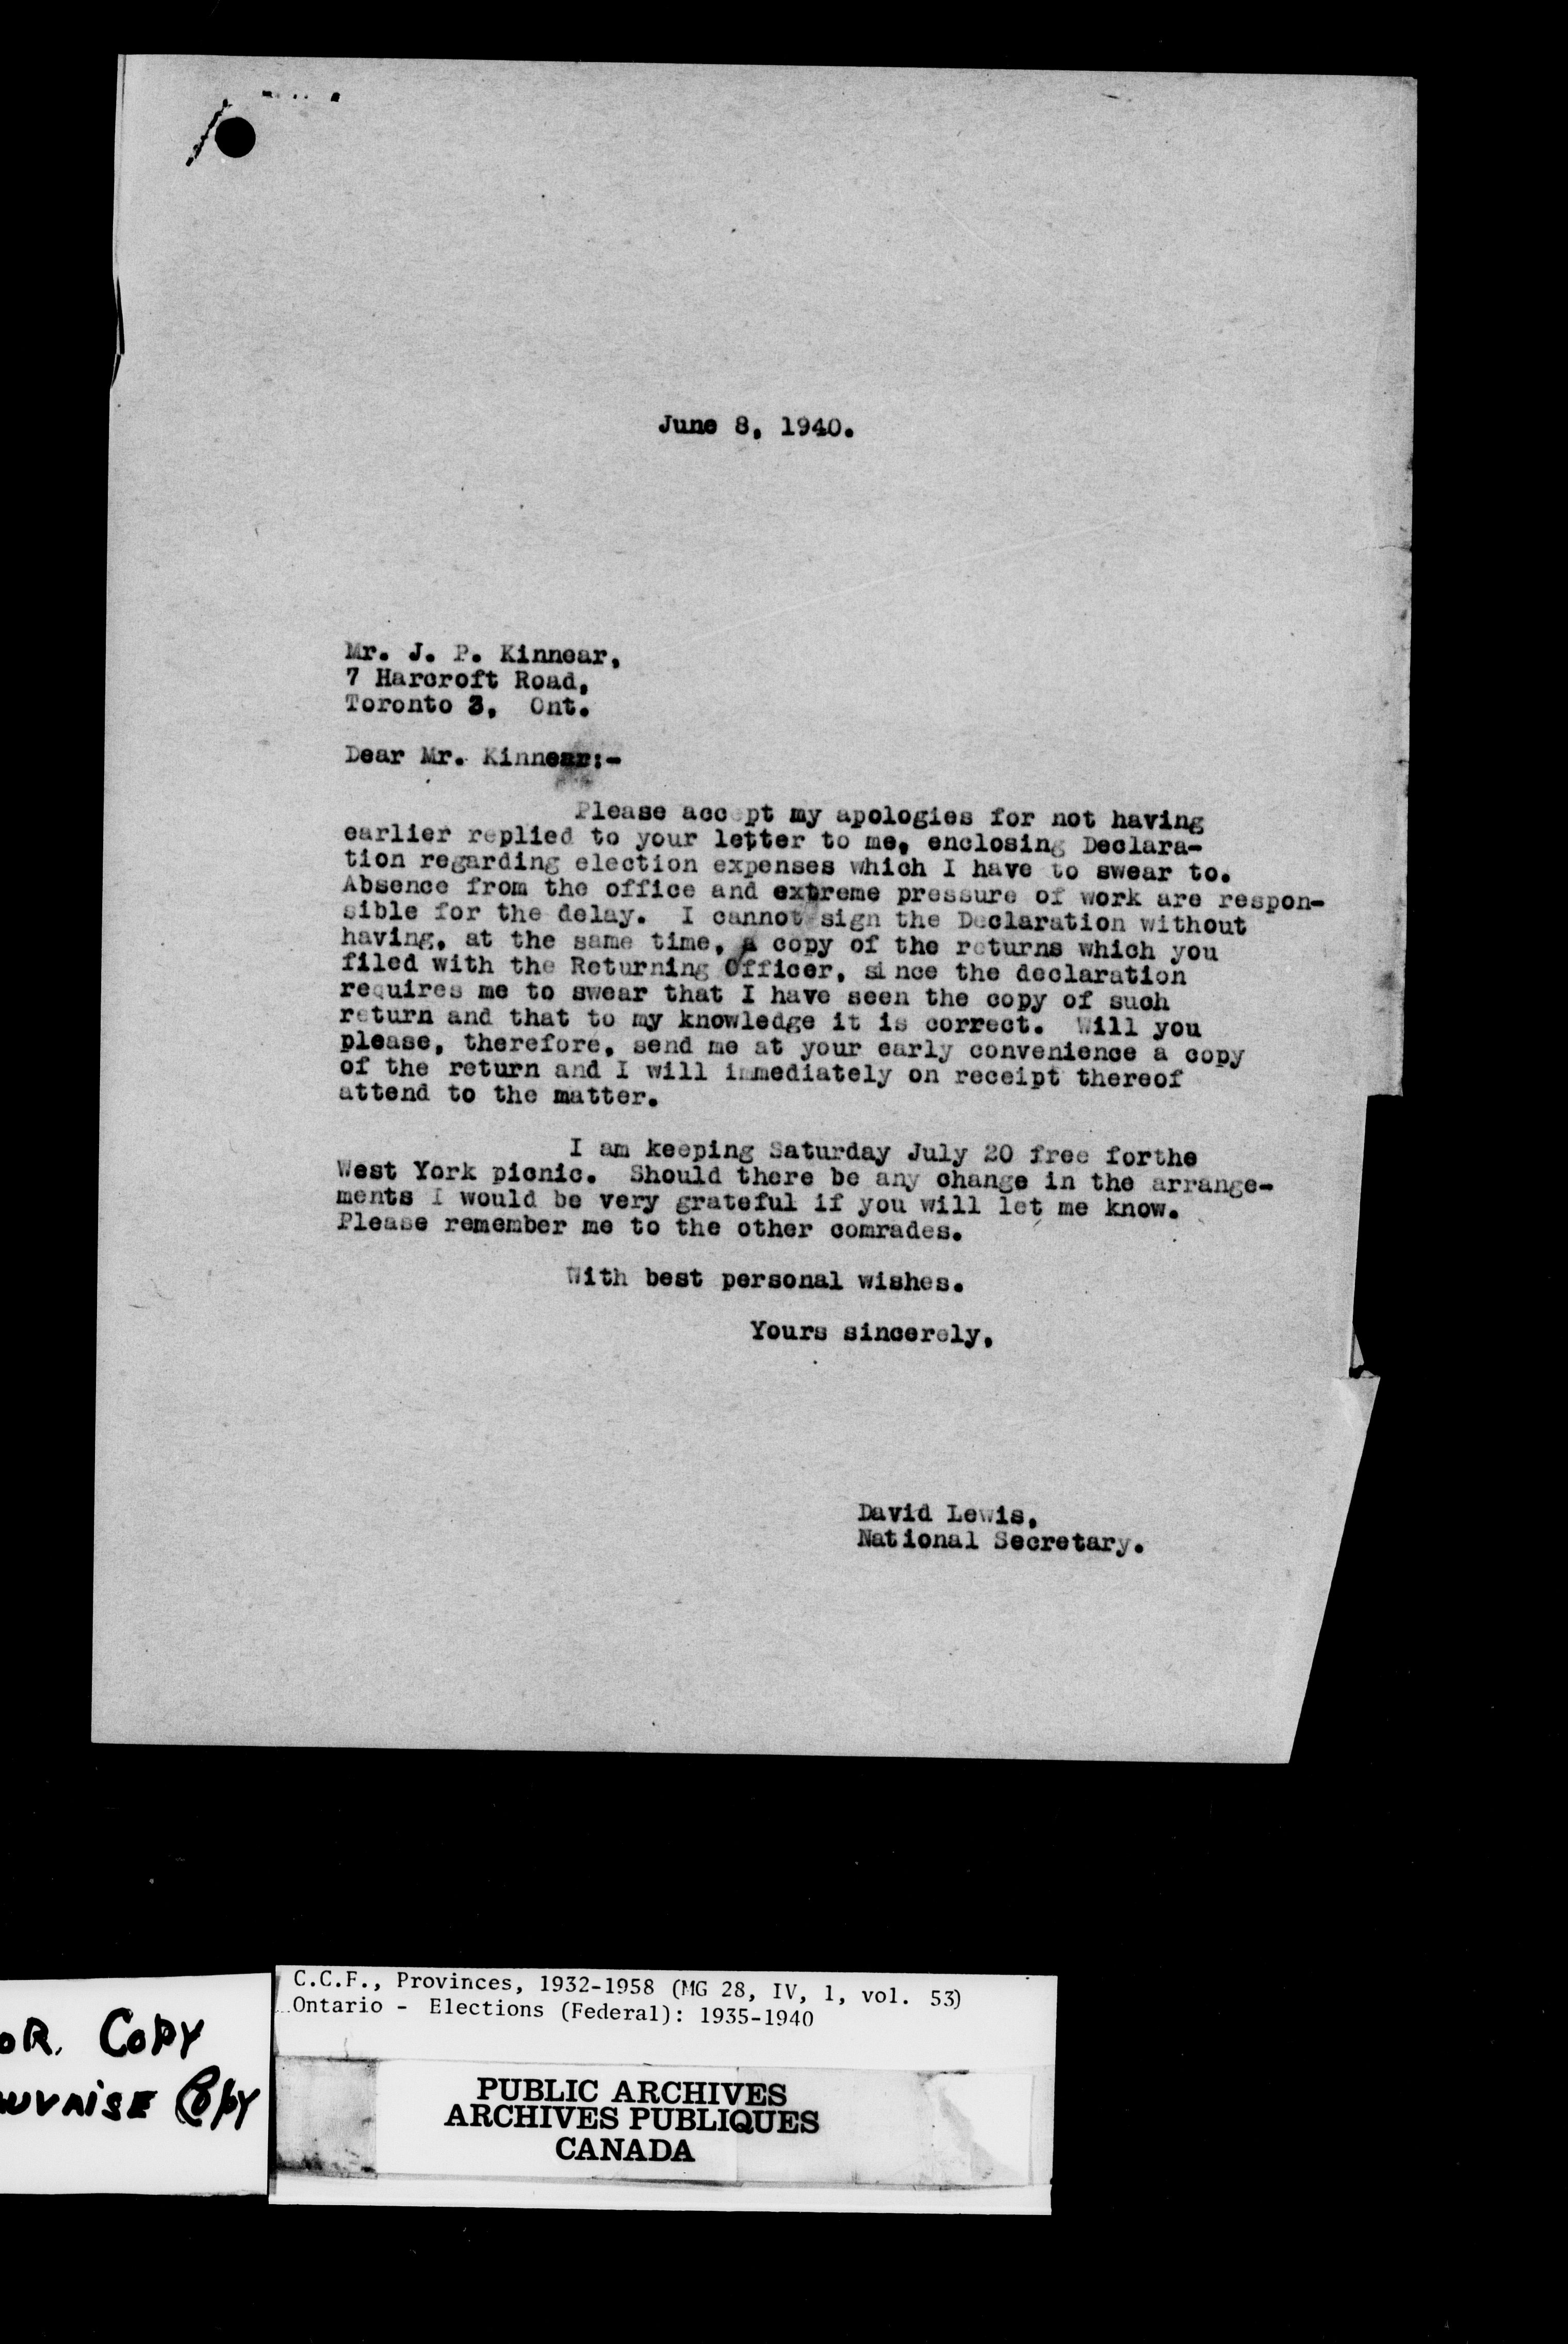 June 8, 1940.
Mr. J. P. Kinnear,
7 Harcroft Road,
Toronto 3, Ont.
Dear Mr. Kinnear:-
Please accept my apologies for not having
earlier replied to your letter to me, enclosing Declara-
tion regarding election expenses which I have to swear to.
Absence from the office and extreme pressure of work are respon-
sible for the delay. I cannot sign the Declaration without
having, at the same time, a copy of the returns which you
filed with the Returning Officer, since the declaration
requires me to swear that I have seen the copy of such
return and that to my knowledge it is correct. Will you
please, therefore, send me at your early convenience a copy
of the return and I will immediately on receipt thereof
attend to the matter.
I am keeping Saturday July 20 free forthe
West York picnic. Should there be any change in the arrange-
ments I would be very grateful if you will let me know.
Please remember me to the other comrades.
With best personal wishes.
Yours sincerely,
David Lewis,
National Secretary.
C.C.F., Provinces, 1932-1958 (MG 28, IV, 1, vol. 53)
Ontario - Elections (Federal): 1935-1940
OR. COPY
AUVAISE COPY
PUBLIC ARCHIVES
ARCHIVES PUBLIQUES
CANADA